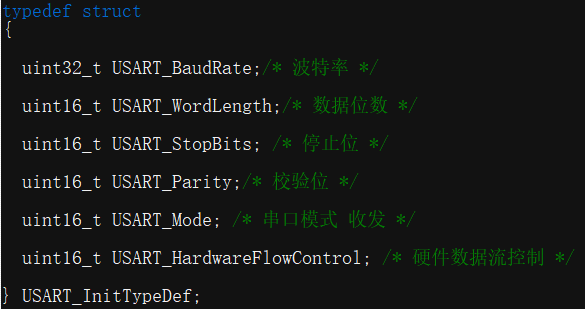 typedef struct
{
uint32_t USART_BaudRate;/* 波特率 */
uint16_t USART_WordLength;/* 数据位数 */
uint16_t USART_StopBits; /* 停止位 */
uint16_t USART_Parity;/* 校验位 */
uint16_t USART_Mode; /* 串口模式 收发 */
uint16_t USART_HardwareFlowControl; /* 硬件数据流控制 */
} USART_InitTypeDef;